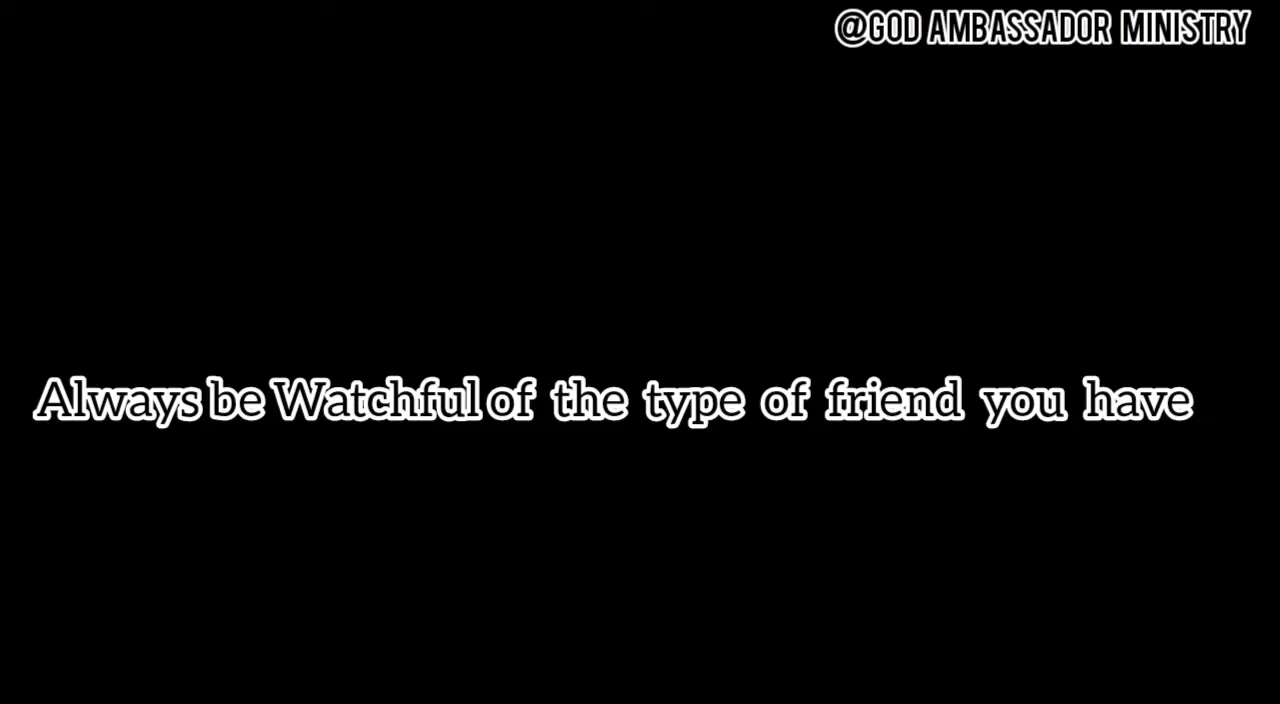 @GOD AMBASSADOR MINISTRY
Always be Watchful of the type of friend you have